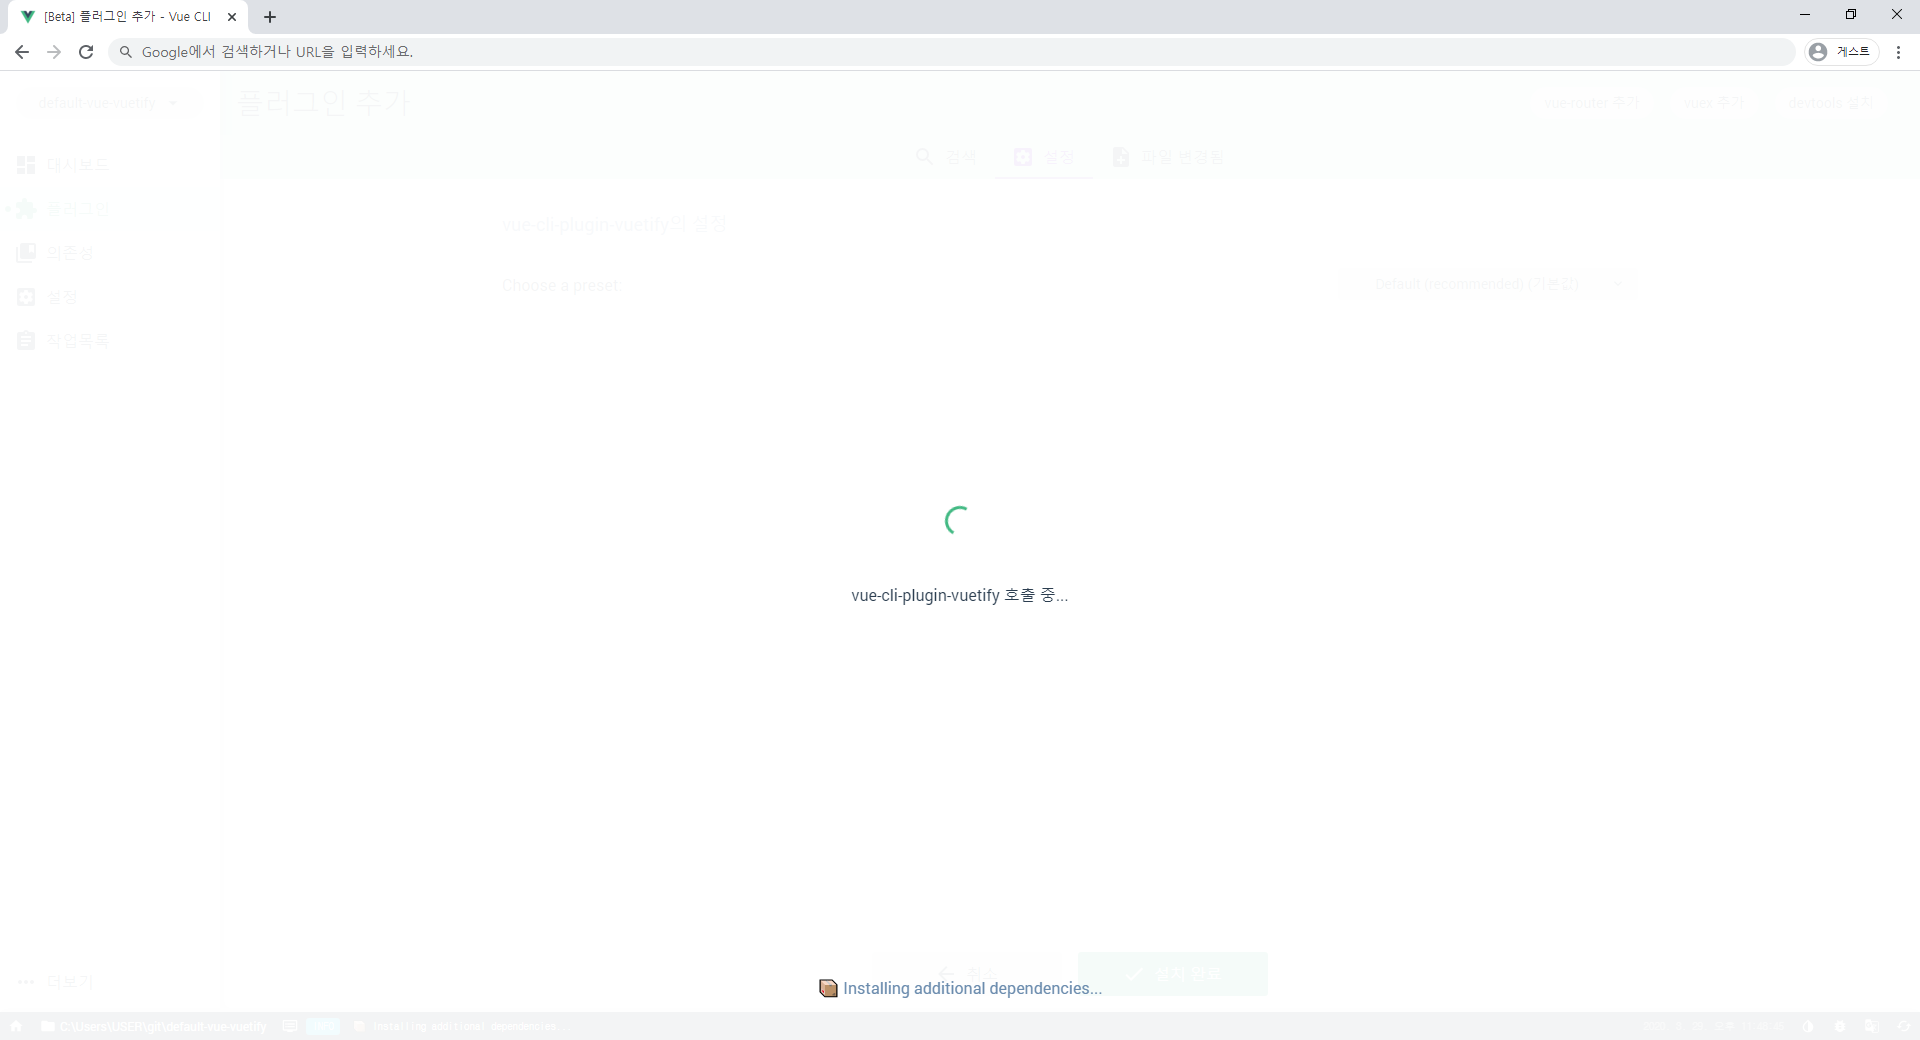 [Beta] 플러그인 추가 - Vue CLI
Google에서 검색하거나 URL을 입력하세요.
게스트
default-vue-vuetify
플러그인 추가
vue-router 추가
vuex 추가
devtools 설치
대시보드
검색
설정
파일 변경됨
플러그인
vue-cli-plugin-vuetify의 설정
의존성
Choose a preset:
Default (recommended) (기본값)
설정
작업목록
vue-cli-plugin-vuetify 호출 중...
더보기
설치 완료
Installing additional dependencies...
C:\Users\USER\git\default-vue-vuetify
Installing additional dependencies...